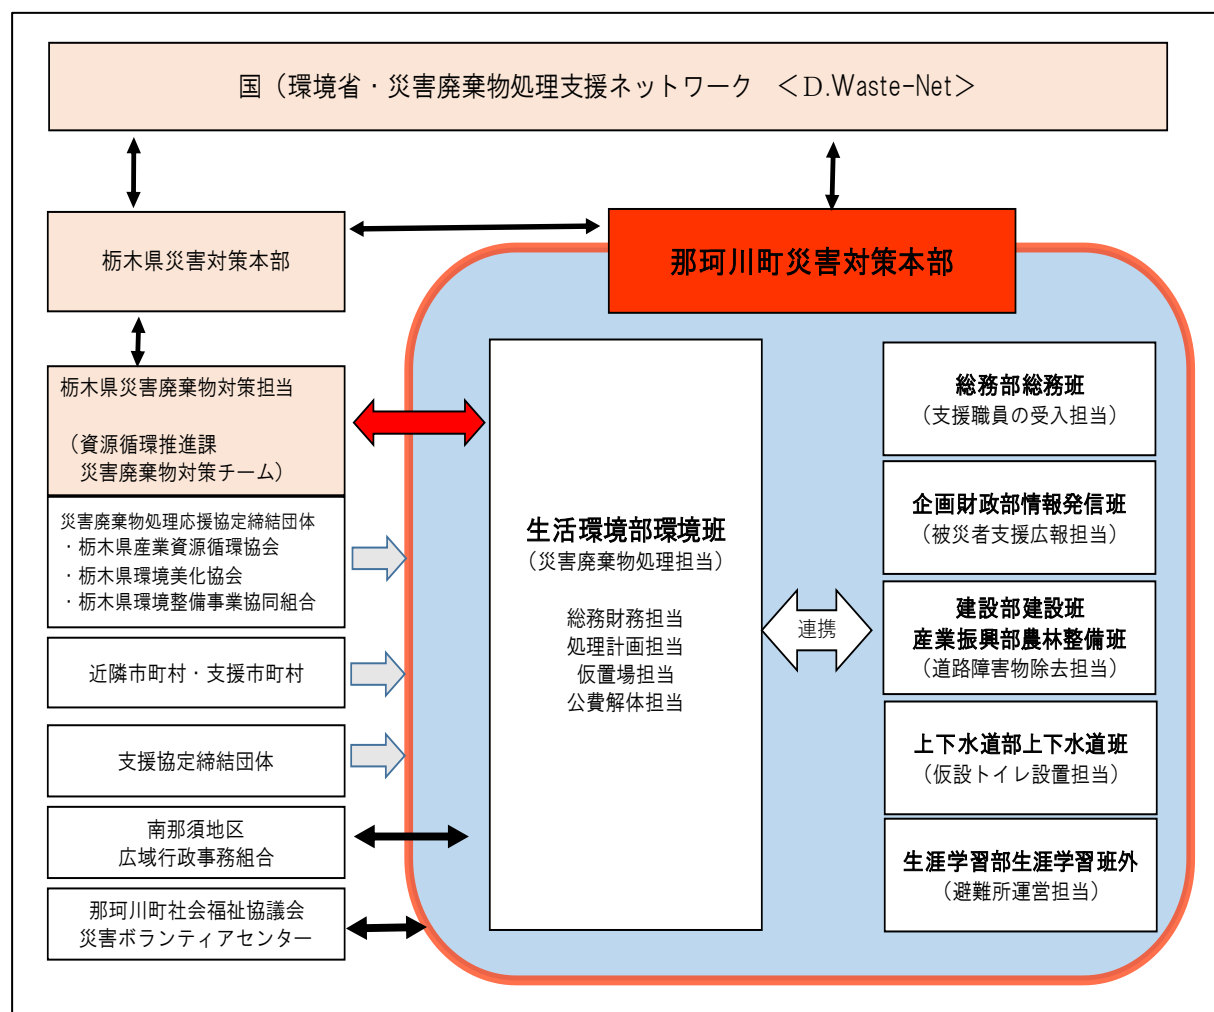 国（環境省・災害廃棄物処理支援ネットワーク　＜D.Waste-Net＞
栃木県災害対策本部
那珂川町災害対策本部
栃木県災害廃棄物対策担当
（資源循環推進課
災害廃棄物対策チーム）
災害廃棄物処理応援協定締結団体
・栃木県産業資源循環協会
・栃木県環境美化協会
・栃木県環境整備事業協同組合
近隣市町村・支援市町村
支援協定締結団体
南那須地区
広域行政事務組合
那珂川町社会福祉協議会
災害ボランティアセンター
生活環境部環境班
（災害廃棄物処理担当）
総務財務担当
処理計画担当
仮置場担当
公費解体担当
連携
総務部総務班
（支援職員の受入担当）
企画財政部情報発信班
（被災者支援広報担当）
建設部建設班
産業振興部農林整備班
（道路障害物除去担当）
上下水道部上下水道班
（仮設トイレ設置担当）
生涯学習部生涯学習班外
（避難所運営担当）